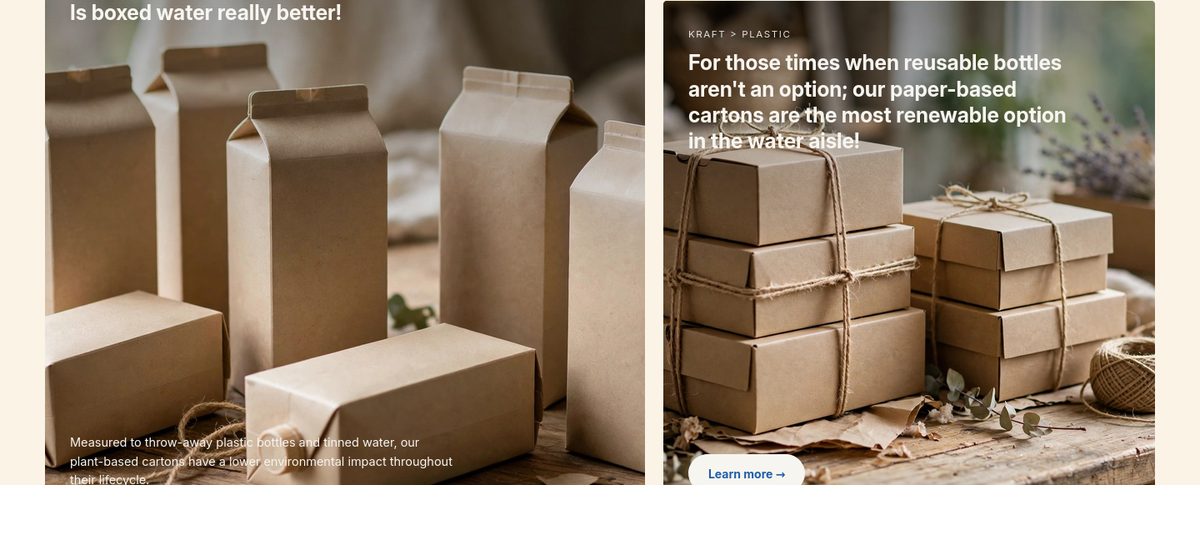 Is boxed water really better!
Measured to throw-away plastic bottles and tinned water, our
plant-based cartons have a lower environmental impact throughout
their lifecycle.
KRAFT > PLASTIC
For those times when reusable bottles
aren't an option; our paper-based
cartons are the most renewable option
in the water aisle!
Learn more →